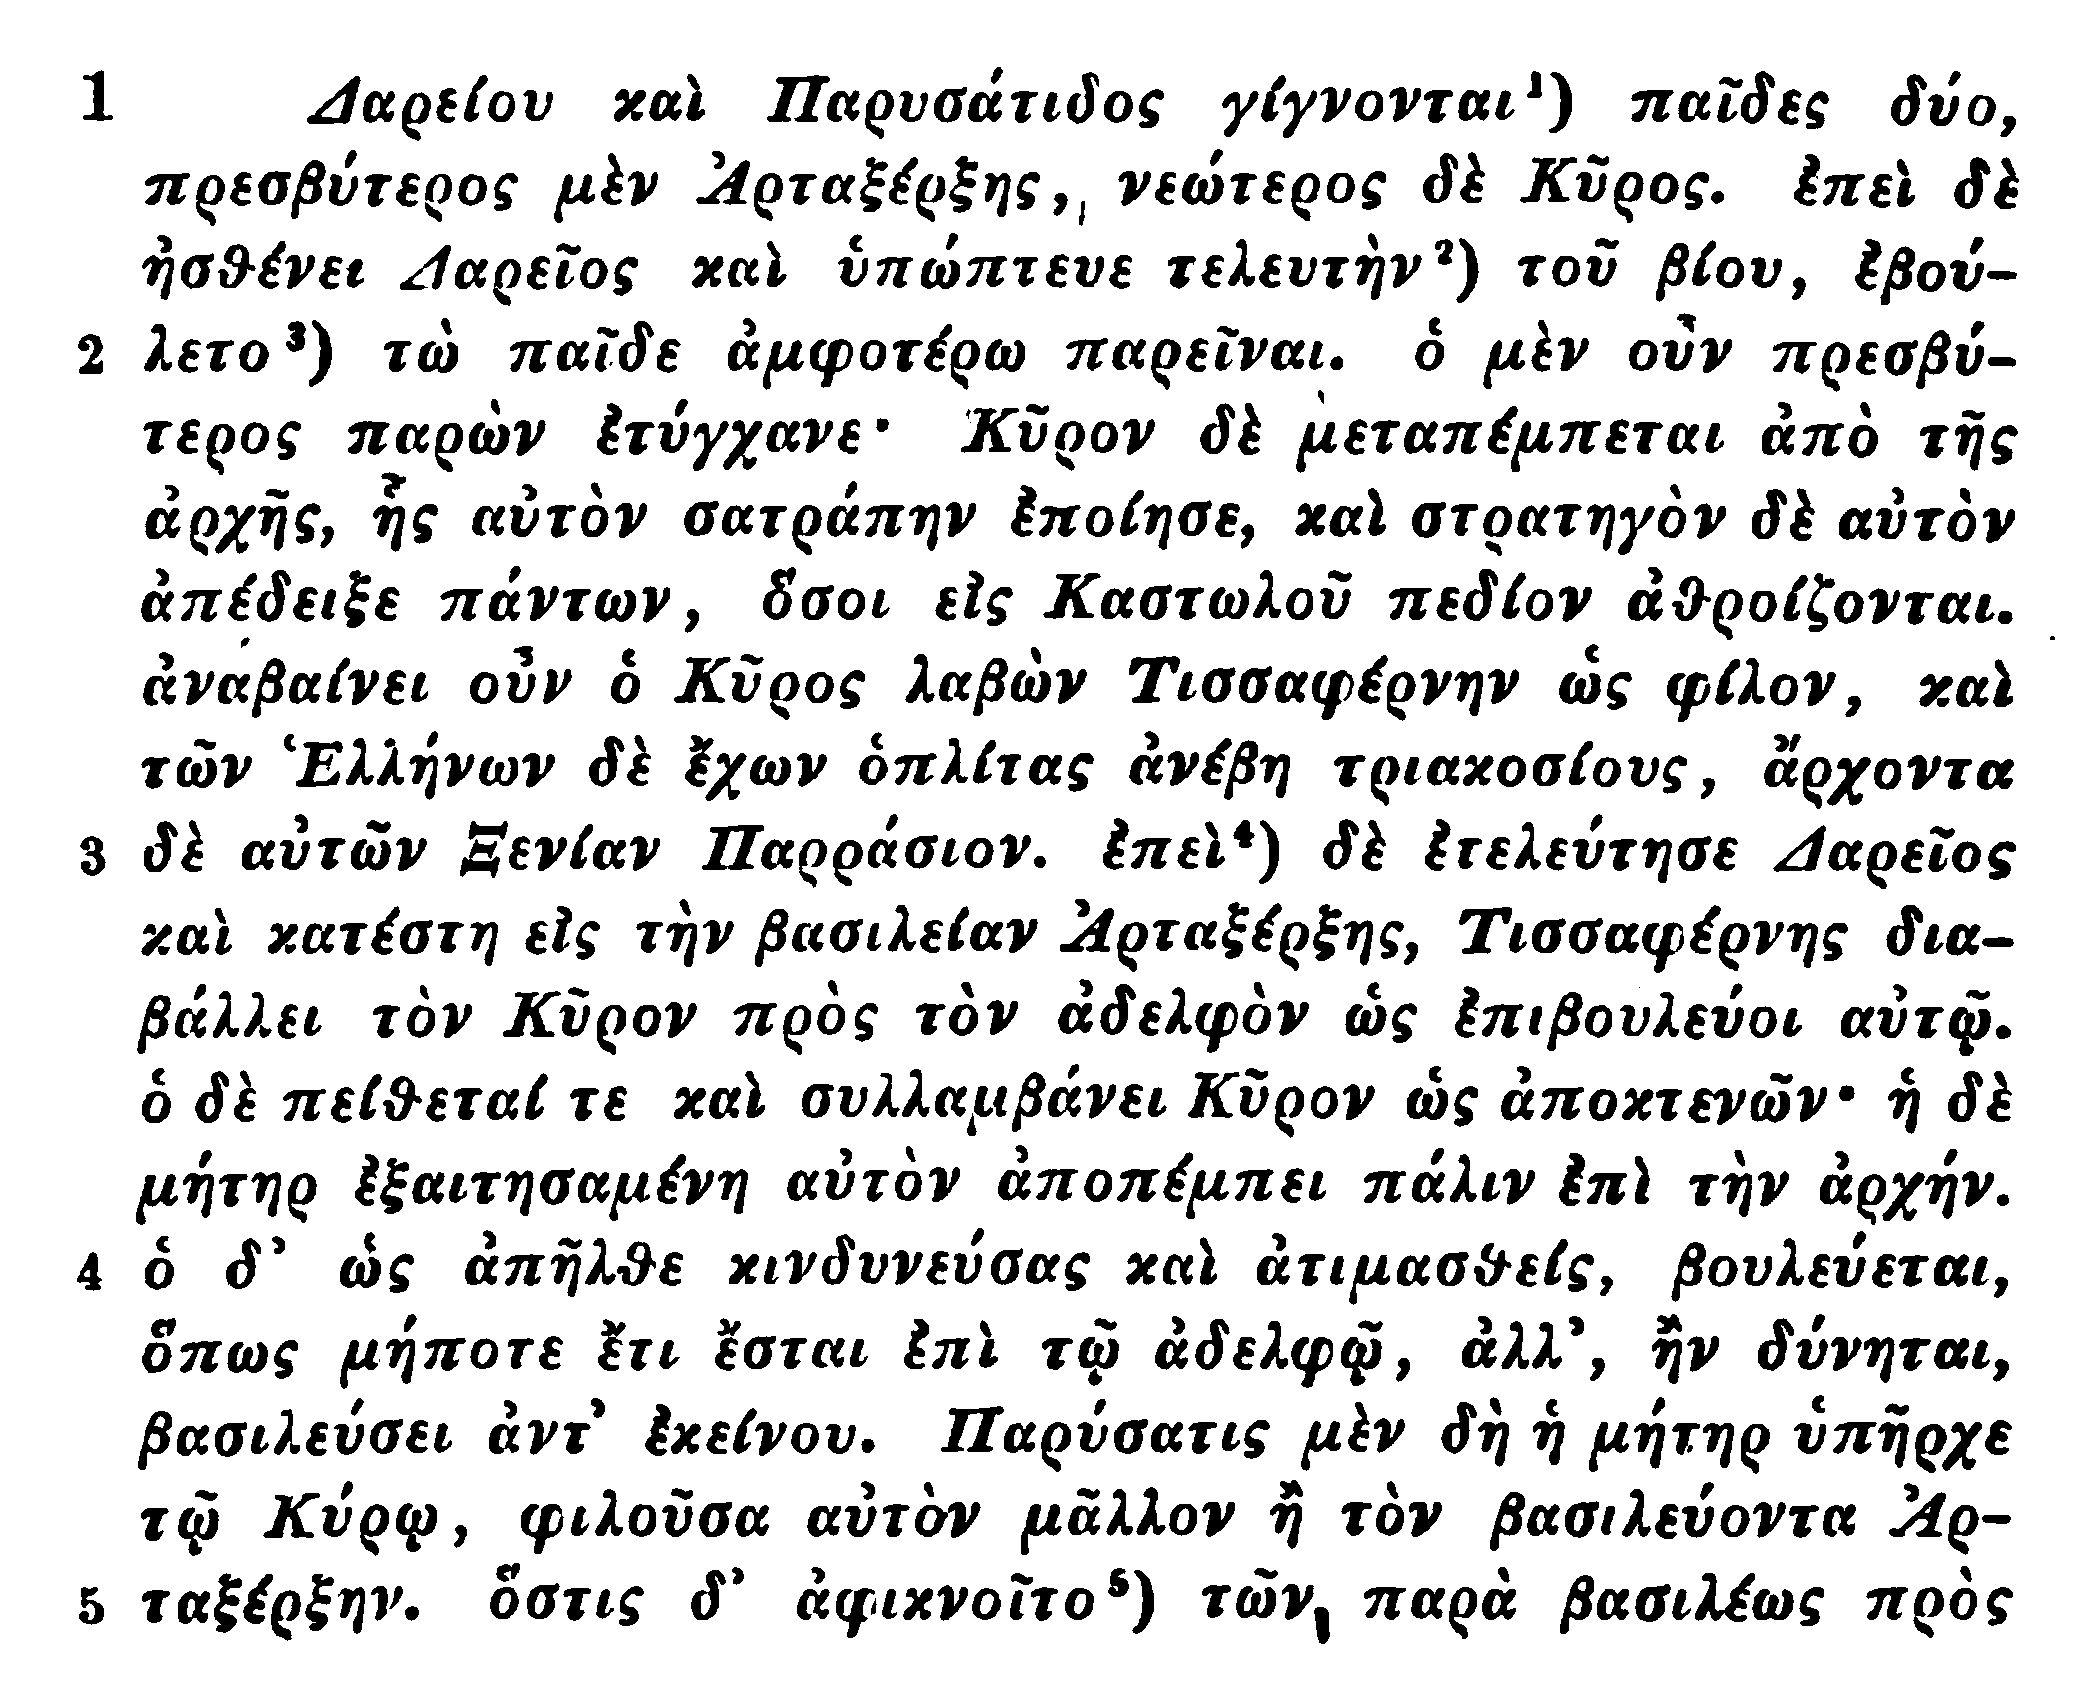 1 Δαρείου καὶ Παρυσάτιδος γίγνονται¹) παῖδες δύο,
πρεσβύτερος μὲν Ἀρταξέρξης, νεώτερος δὲ Κῦρος. ἐπεὶ δὲ
ἠσθένει Δαρεῖος καὶ ὑπώπτευε τελευτὴν²) τοῦ βίου, ἐβού-
2 λετο³) τὼ παῖδε ἀμφοτέρω παρεῖναι. ὁ μὲν οὖν πρεσβύ-
τερος παρὼν ἐτύγχανε· Κῦρον δὲ μεταπέμπεται ἀπὸ τῆς
ἀρχῆς, ἧς αὐτὸν σατράπην ἐποίησε, καὶ στρατηγὸν δὲ αὐτὸν
ἀπέδειξε πάντων, ὅσοι εἰς Καστωλοῦ πεδίον ἀθροίζονται.
ἀναβαίνει οὖν ὁ Κῦρος λαβὼν Τισσαφέρνην ὡς φίλον, καὶ
τῶν Ἑλλήνων δὲ ἔχων ὁπλίτας ἀνέβη τριακοσίους, ἄρχοντα
3 δὲ αὐτῶν Ξενίαν Παρράσιον. ἐπεὶ⁴) δὲ ἐτελεύτησε Δαρεῖος
καὶ κατέστη εἰς τὴν βασιλείαν Ἀρταξέρξης, Τισσαφέρνης δια-
βάλλει τὸν Κῦρον πρὸς τὸν ἀδελφὸν ὡς ἐπιβουλεύοι αὐτῷ.
ὁ δὲ πείθεταί τε καὶ συλλαμβάνει Κῦρον ὡς ἀποκτενῶν· ἡ δὲ
μήτηρ ἐξαιτησαμένη αὐτὸν ἀποπέμπει πάλιν ἐπὶ τὴν ἀρχήν.
4 ὁ δ᾽ ὡς ἀπῆλθε κινδυνεύσας καὶ ἀτιμασθείς, βουλεύεται,
ὅπως μήποτε ἔτι ἔσται ἐπὶ τῷ ἀδελφῷ, ἀλλ᾽, ἢν δύνηται,
βασιλεύσει ἀντ᾽ ἐκείνου. Παρύσατις μὲν δὴ ἡ μήτηρ ὑπῆρχε
τῷ Κύρῳ, φιλοῦσα αὐτὸν μᾶλλον ἢ τὸν βασιλεύοντα Ἀρ-
5 ταξέρξην. ὅστις δ᾽ ἀφικνοῖτο⁵) τῶν παρὰ βασιλέως πρὸς